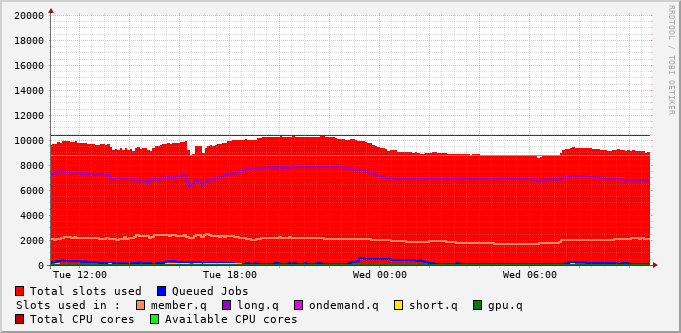 RRDTOOL / TOBI OETIKER
20000
18000
16000
14000
12000
10000
8000
6000
4000
2000
0
Tue 12:00 Tue 18:00 Wed 00:00 Wed 06:00
Total slots used Queued Jobs
Slots used in : member.q long.q ondemand.q short.q gpu.q
Total CPU cores Available CPU cores